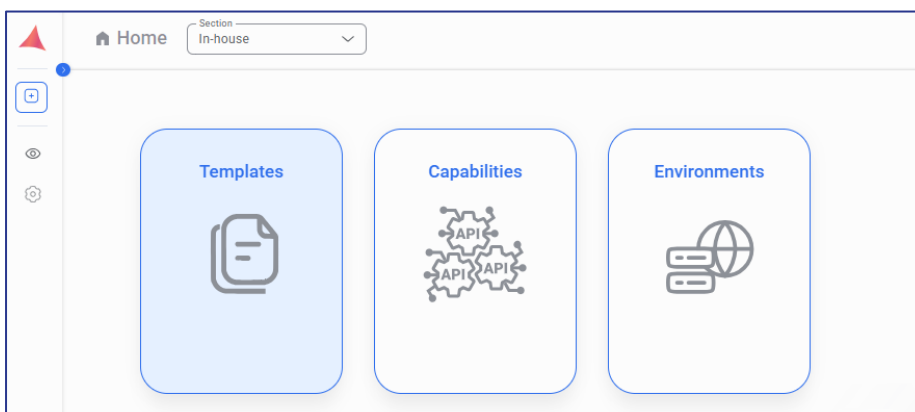 Section
Home
In-house
Templates
Capabilities
Environments
API
API
API